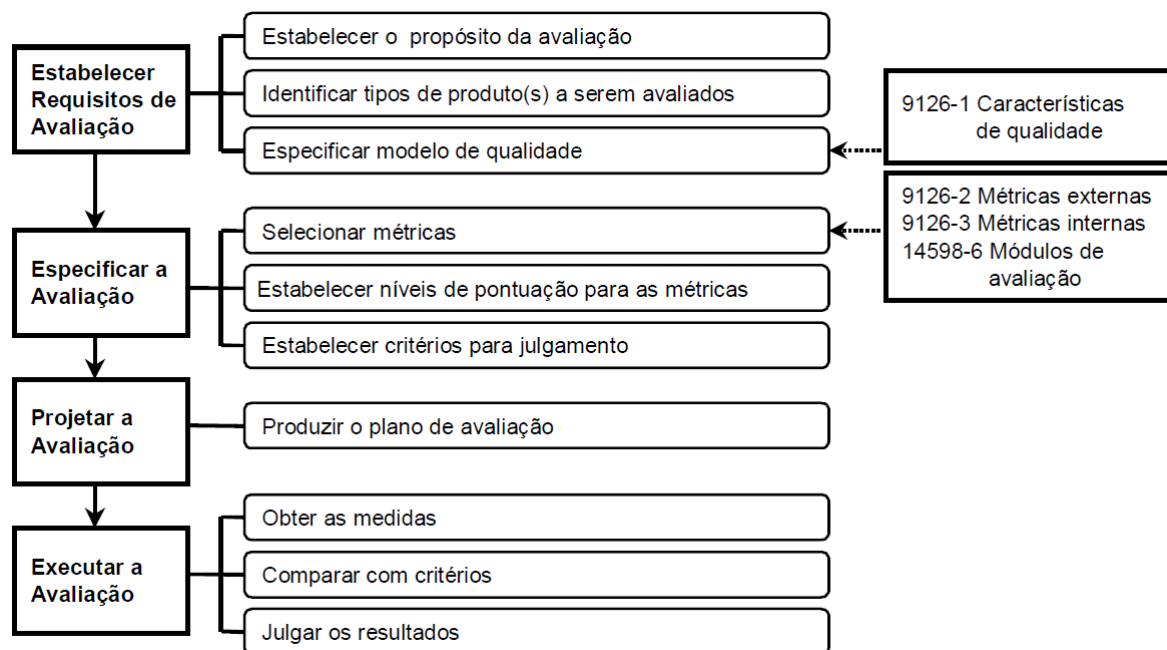 Estabelecer
Requisitos de
Avaliação
Estabelecer o propósito da avaliação
Identificar tipos de produto(s) a serem avaliados
Especificar modelo de qualidade
9126-1 Características
de qualidade
Especificar a
Avaliação
Selecionar métricas
Estabelecer níveis de pontuação para as métricas
Estabelecer critérios para julgamento
9126-2 Métricas externas
9126-3 Métricas internas
14598-6 Módulos de
avaliação
Projetar a
Avaliação
Produzir o plano de avaliação
Executar a
Avaliação
Obter as medidas
Comparar com critérios
Julgar os resultados